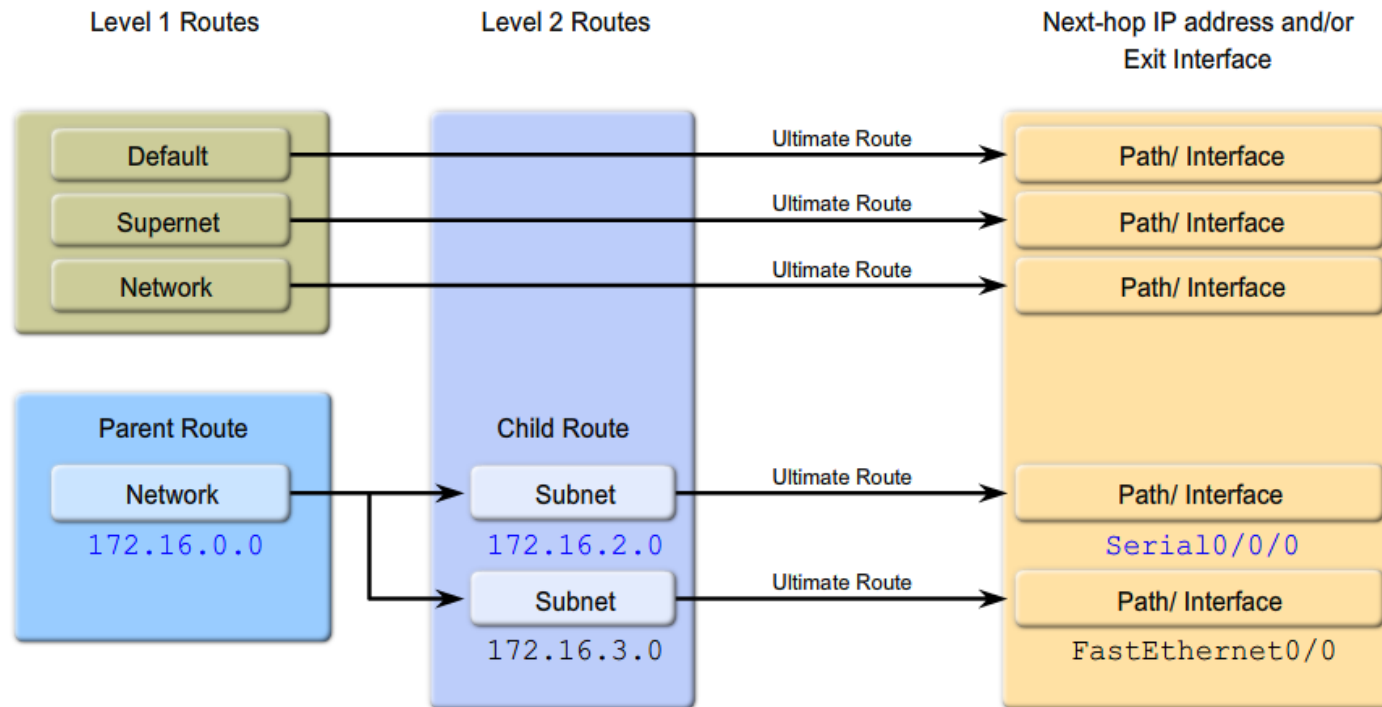 Level 1 Routes
Level 2 Routes
Next-hop IP address and/or
Exit Interface
Default
Ultimate Route
Path/ Interface
Supernet
Ultimate Route
Path/ Interface
Network
Ultimate Route
Path/ Interface
Parent Route
Child Route
Network
Subnet
Ultimate Route
Path/ Interface
172.16.0.0
172.16.2.0
Serial0/0/0
Subnet
Ultimate Route
Path/ Interface
172.16.3.0
FastEthernet0/0